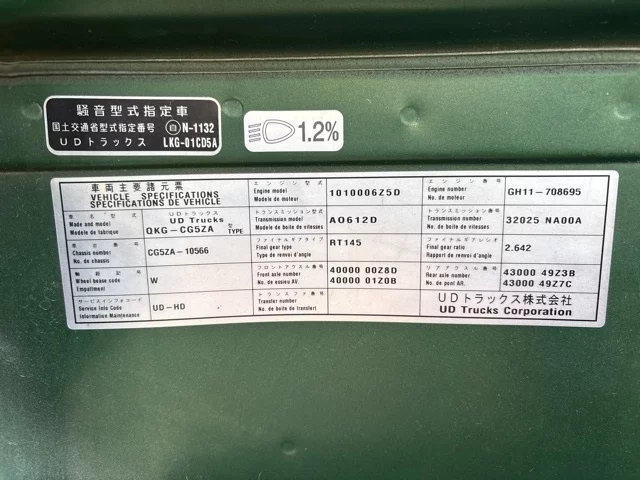 騒音型式指定車
国土交通省型式指定番号 自 N-1132
UDトラックス LKG-01CD5A
1.2%
車両主要諸元票
VEHICLE SPECIFICATIONS
SPECIFICATIONS DE VEHICLE
エンジン型式
Engine model
Modele de moteur
1010006Z5D
エンジン番号
Engine number
No. de moteur
GH11-708695
車名型式
Made and model
Modele de fabrique
UDトラックス
UD Trucks
QKG-CG5ZA 型 TYPE
トランスミッション型式
Transmission model
Modele de boite de vitesses
AO612D
トランスミッション番号
Transmission number
No. de boite de vitesses
32025 NA00A
車台番号
Chassis number
No. de chassis
CG5ZA-10566
ファイナルギアタイプ
Final gear type
Type de renvoi d'angle
RT145
ファイナルギアレシオ
Final gear ratio
Rapport de renvoi d'angle
2.642
軸距記号
Wheel base code
Empattement
W
フロントアクスル番号
Front axle number
No. de essieu AV.
40000 00Z8D
40000 01Z0B
リアアクスル番号
Rear axle number
No. de pont AR.
43000 49Z3B
43000 49Z7C
サービスインフォコード
Service Info Code
Information Maintenance
UD-HD
トランスファ番号
Transfer number
No. de boite de transfert
UDトラックス株式会社
UD Trucks Corporation